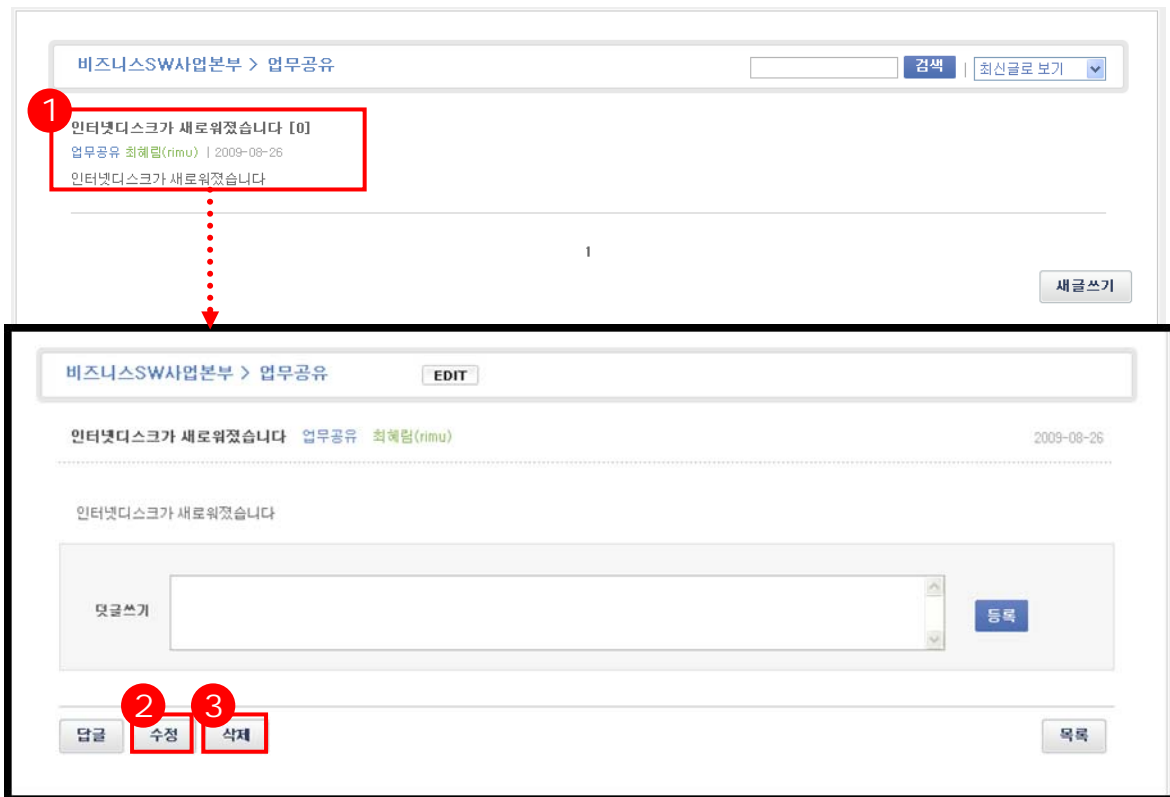 비즈니스SW사업본부 > 업무공유 검색 | 최신글로 보기
1
인터넷디스크가 새로워졌습니다 [0]
업무공유 최혜림(rimu) | 2009-08-26
인터넷디스크가 새로워졌습니다
1
새글쓰기
비즈니스SW사업본부 > 업무공유 EDIT
인터넷디스크가 새로워졌습니다 업무공유 최혜림(rimu) 2009-08-26
인터넷디스크가 새로워졌습니다
덧글쓰기 등록
2 3
답글 수정 삭제 목록